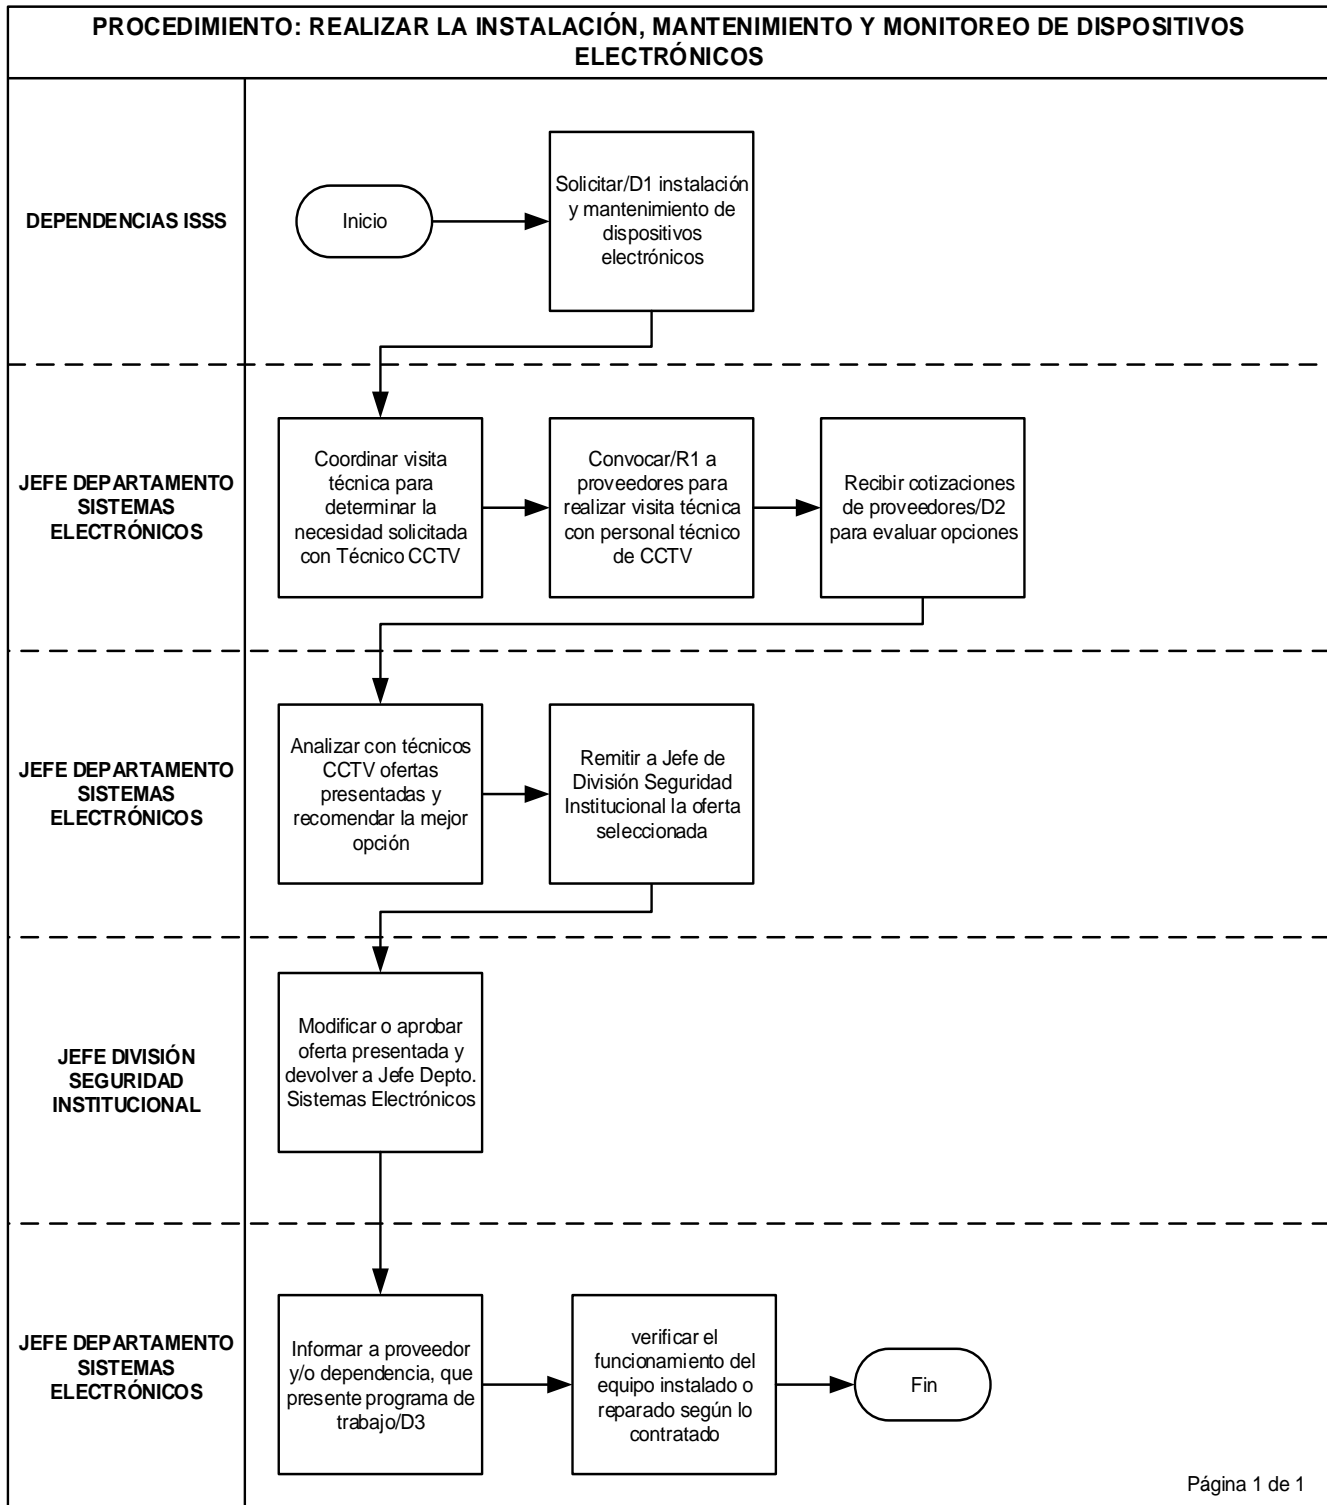 PROCEDIMIENTO: REALIZAR LA INSTALACIÓN, MANTENIMIENTO Y MONITOREO DE DISPOSITIVOS
ELECTRÓNICOS
DEPENDENCIAS ISSS
Inicio
Solicitar/D1 instalación
y mantenimiento de
dispositivos
electrónicos
JEFE DEPARTAMENTO
SISTEMAS
ELECTRÓNICOS
Coordinar visita
técnica para
determinar la
necesidad solicitada
con Técnico CCTV
Convocar/R1 a
proveedores para
realizar visita técnica
con personal técnico
de CCTV
Recibir cotizaciones
de proveedores/D2
para evaluar opciones
JEFE DEPARTAMENTO
SISTEMAS
ELECTRÓNICOS
Analizar con técnicos
CCTV ofertas
presentadas y
recomendar la mejor
opción
Remitir a Jefe de
División Seguridad
Institucional la oferta
seleccionada
JEFE DIVISIÓN
SEGURIDAD
INSTITUCIONAL
Modificar o aprobar
oferta presentada y
devolver a Jefe Depto.
Sistemas Electrónicos
JEFE DEPARTAMENTO
SISTEMAS
ELECTRÓNICOS
Informar a proveedor
y/o dependencia, que
presente programa de
trabajo/D3
verificar el
funcionamiento del
equipo instalado o
reparado según lo
contratado
Fin
Página 1 de 1